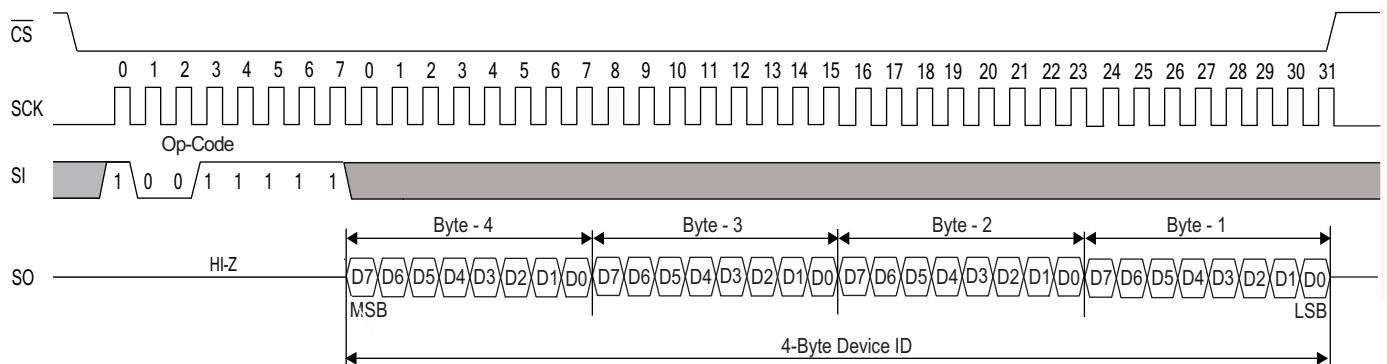 CS
0 1 2 3 4 5 6 7 0 1 2 3 4 5 6 7 8 9 10 11 12 13 14 15 16 17 18 19 20 21 22 23 24 25 26 27 28 29 30 31
SCK
Op-Code
SI 1 0 0 1 1 1 1 1
Byte - 4 Byte - 3 Byte - 2 Byte - 1
HI-Z
SO D7 D6 D5 D4 D3 D2 D1 D0 D7 D6 D5 D4 D3 D2 D1 D0 D7 D6 D5 D4 D3 D2 D1 D0 D7 D6 D5 D4 D3 D2 D1 D0
MSB LSB
4-Byte Device ID